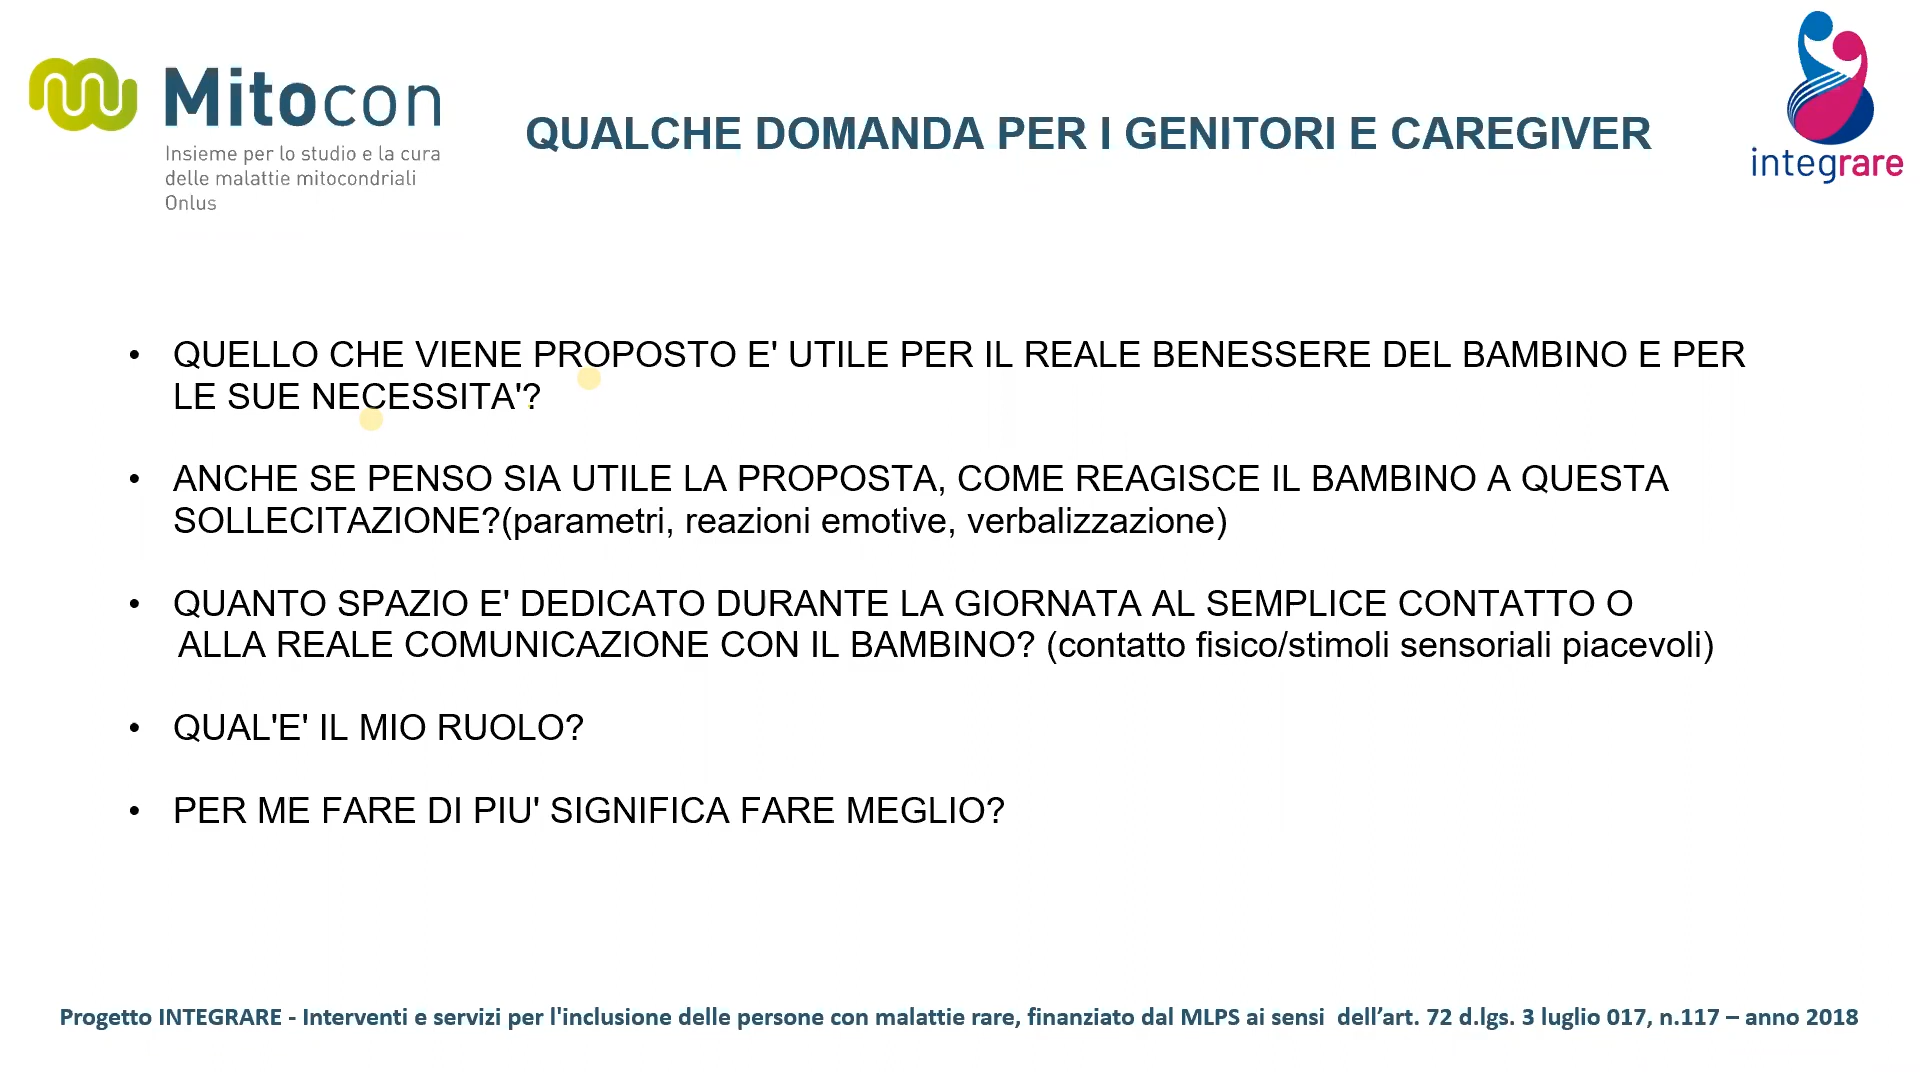 Mitocon
Insieme per lo studio e la cura
delle malattie mitocondriali
Onlus
QUALCHE DOMANDA PER I GENITORI E CAREGIVER
integrare
• QUELLO CHE VIENE PROPOSTO E' UTILE PER IL REALE BENESSERE DEL BAMBINO E PER
LE SUE NECESSITA'?
• ANCHE SE PENSO SIA UTILE LA PROPOSTA, COME REAGISCE IL BAMBINO A QUESTA
SOLLECITAZIONE?(parametri, reazioni emotive, verbalizzazione)
• QUANTO SPAZIO E' DEDICATO DURANTE LA GIORNATA AL SEMPLICE CONTATTO O
ALLA REALE COMUNICAZIONE CON IL BAMBINO? (contatto fisico/stimoli sensoriali piacevoli)
• QUAL'E' IL MIO RUOLO?
• PER ME FARE DI PIU' SIGNIFICA FARE MEGLIO?
Progetto INTEGRARE - Interventi e servizi per l'inclusione delle persone con malattie rare, finanziato dal MLPS ai sensi dell’art. 72 d.lgs. 3 luglio 017, n.117 – anno 2018